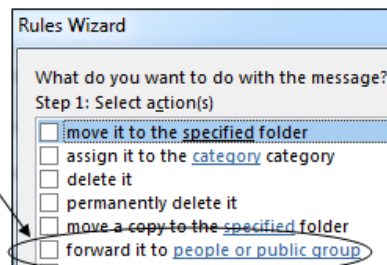 Rules Wizard
What do you want to do with the message?
Step 1: Select action(s)
move it to the specified folder
assign it to the category category
delete it
permanently delete it
move a copy to the specified folder
forward it to people or public group